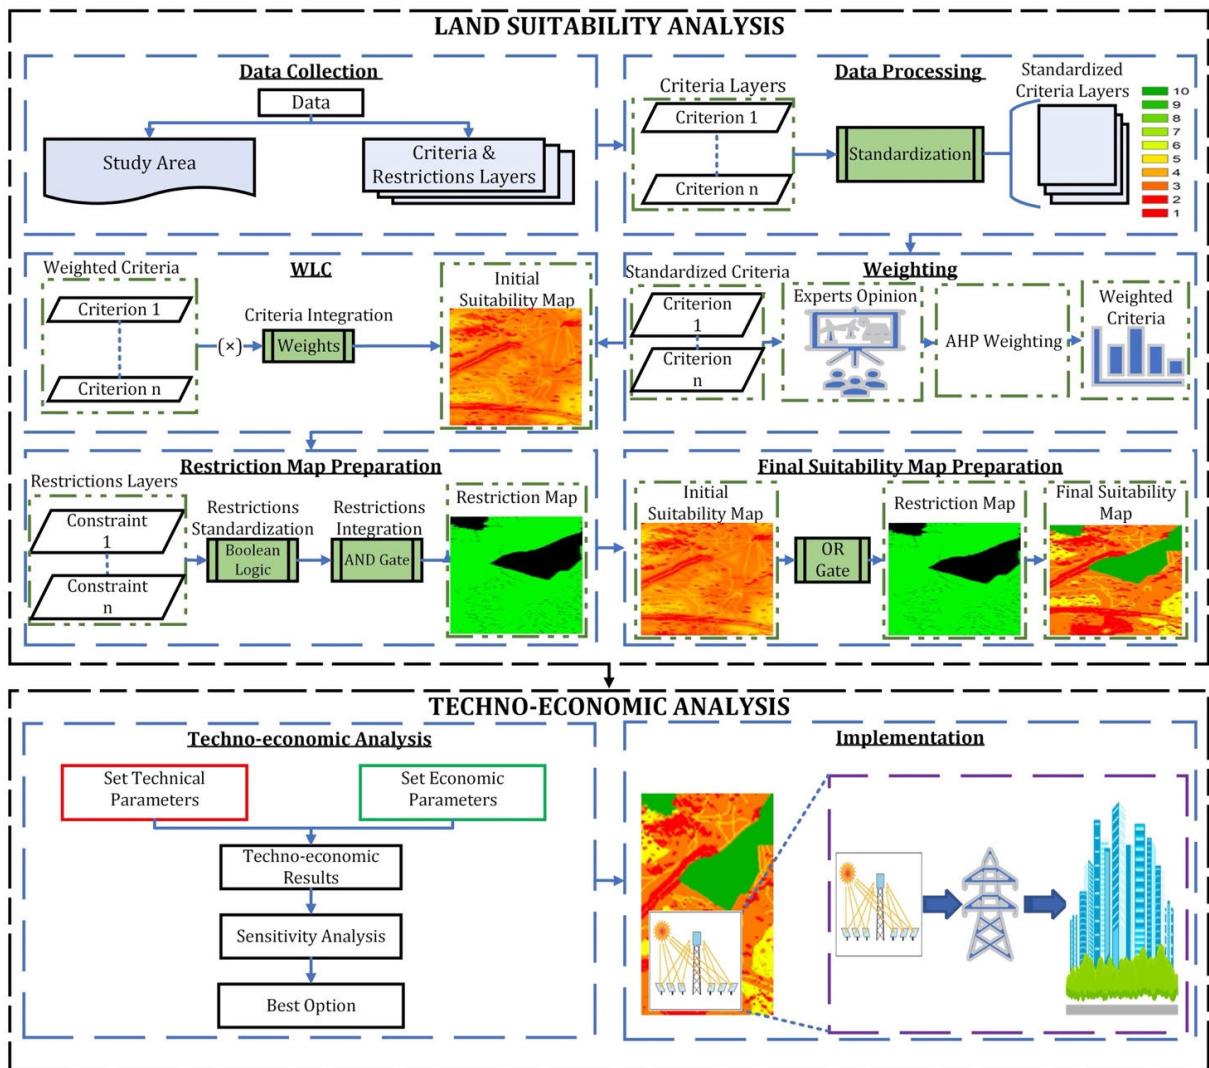 LAND SUITABILITY ANALYSIS
Data Collection
Data
Study Area
Criteria &
Restrictions Layers
Data Processing
Criteria Layers
Criterion 1
Criterion n
Standardization
Standardized
Criteria Layers
10
9
8
7
6
5
4
3
2
1
WLC
Weighted Criteria
Criterion 1
Criterion n
(×)
Criteria Integration
Weights
Initial
Suitability Map
Weighting
Standardized Criteria
Criterion
1
Criterion
n
Experts Opinion
AHP Weighting
Weighted
Criteria
Restriction Map Preparation
Restrictions Layers
Constraint
1
Constraint
n
Restrictions
Standardization
Boolean
Logic
Restrictions
Integration
AND Gate
Restriction Map
Final Suitability Map Preparation
Initial
Suitability Map
OR
Gate
Restriction Map
Final Suitability
Map
TECHNO-ECONOMIC ANALYSIS
Techno-economic Analysis
Set Technical
Parameters
Set Economic
Parameters
Techno-economic
Results
Sensitivity Analysis
Best Option
Implementation